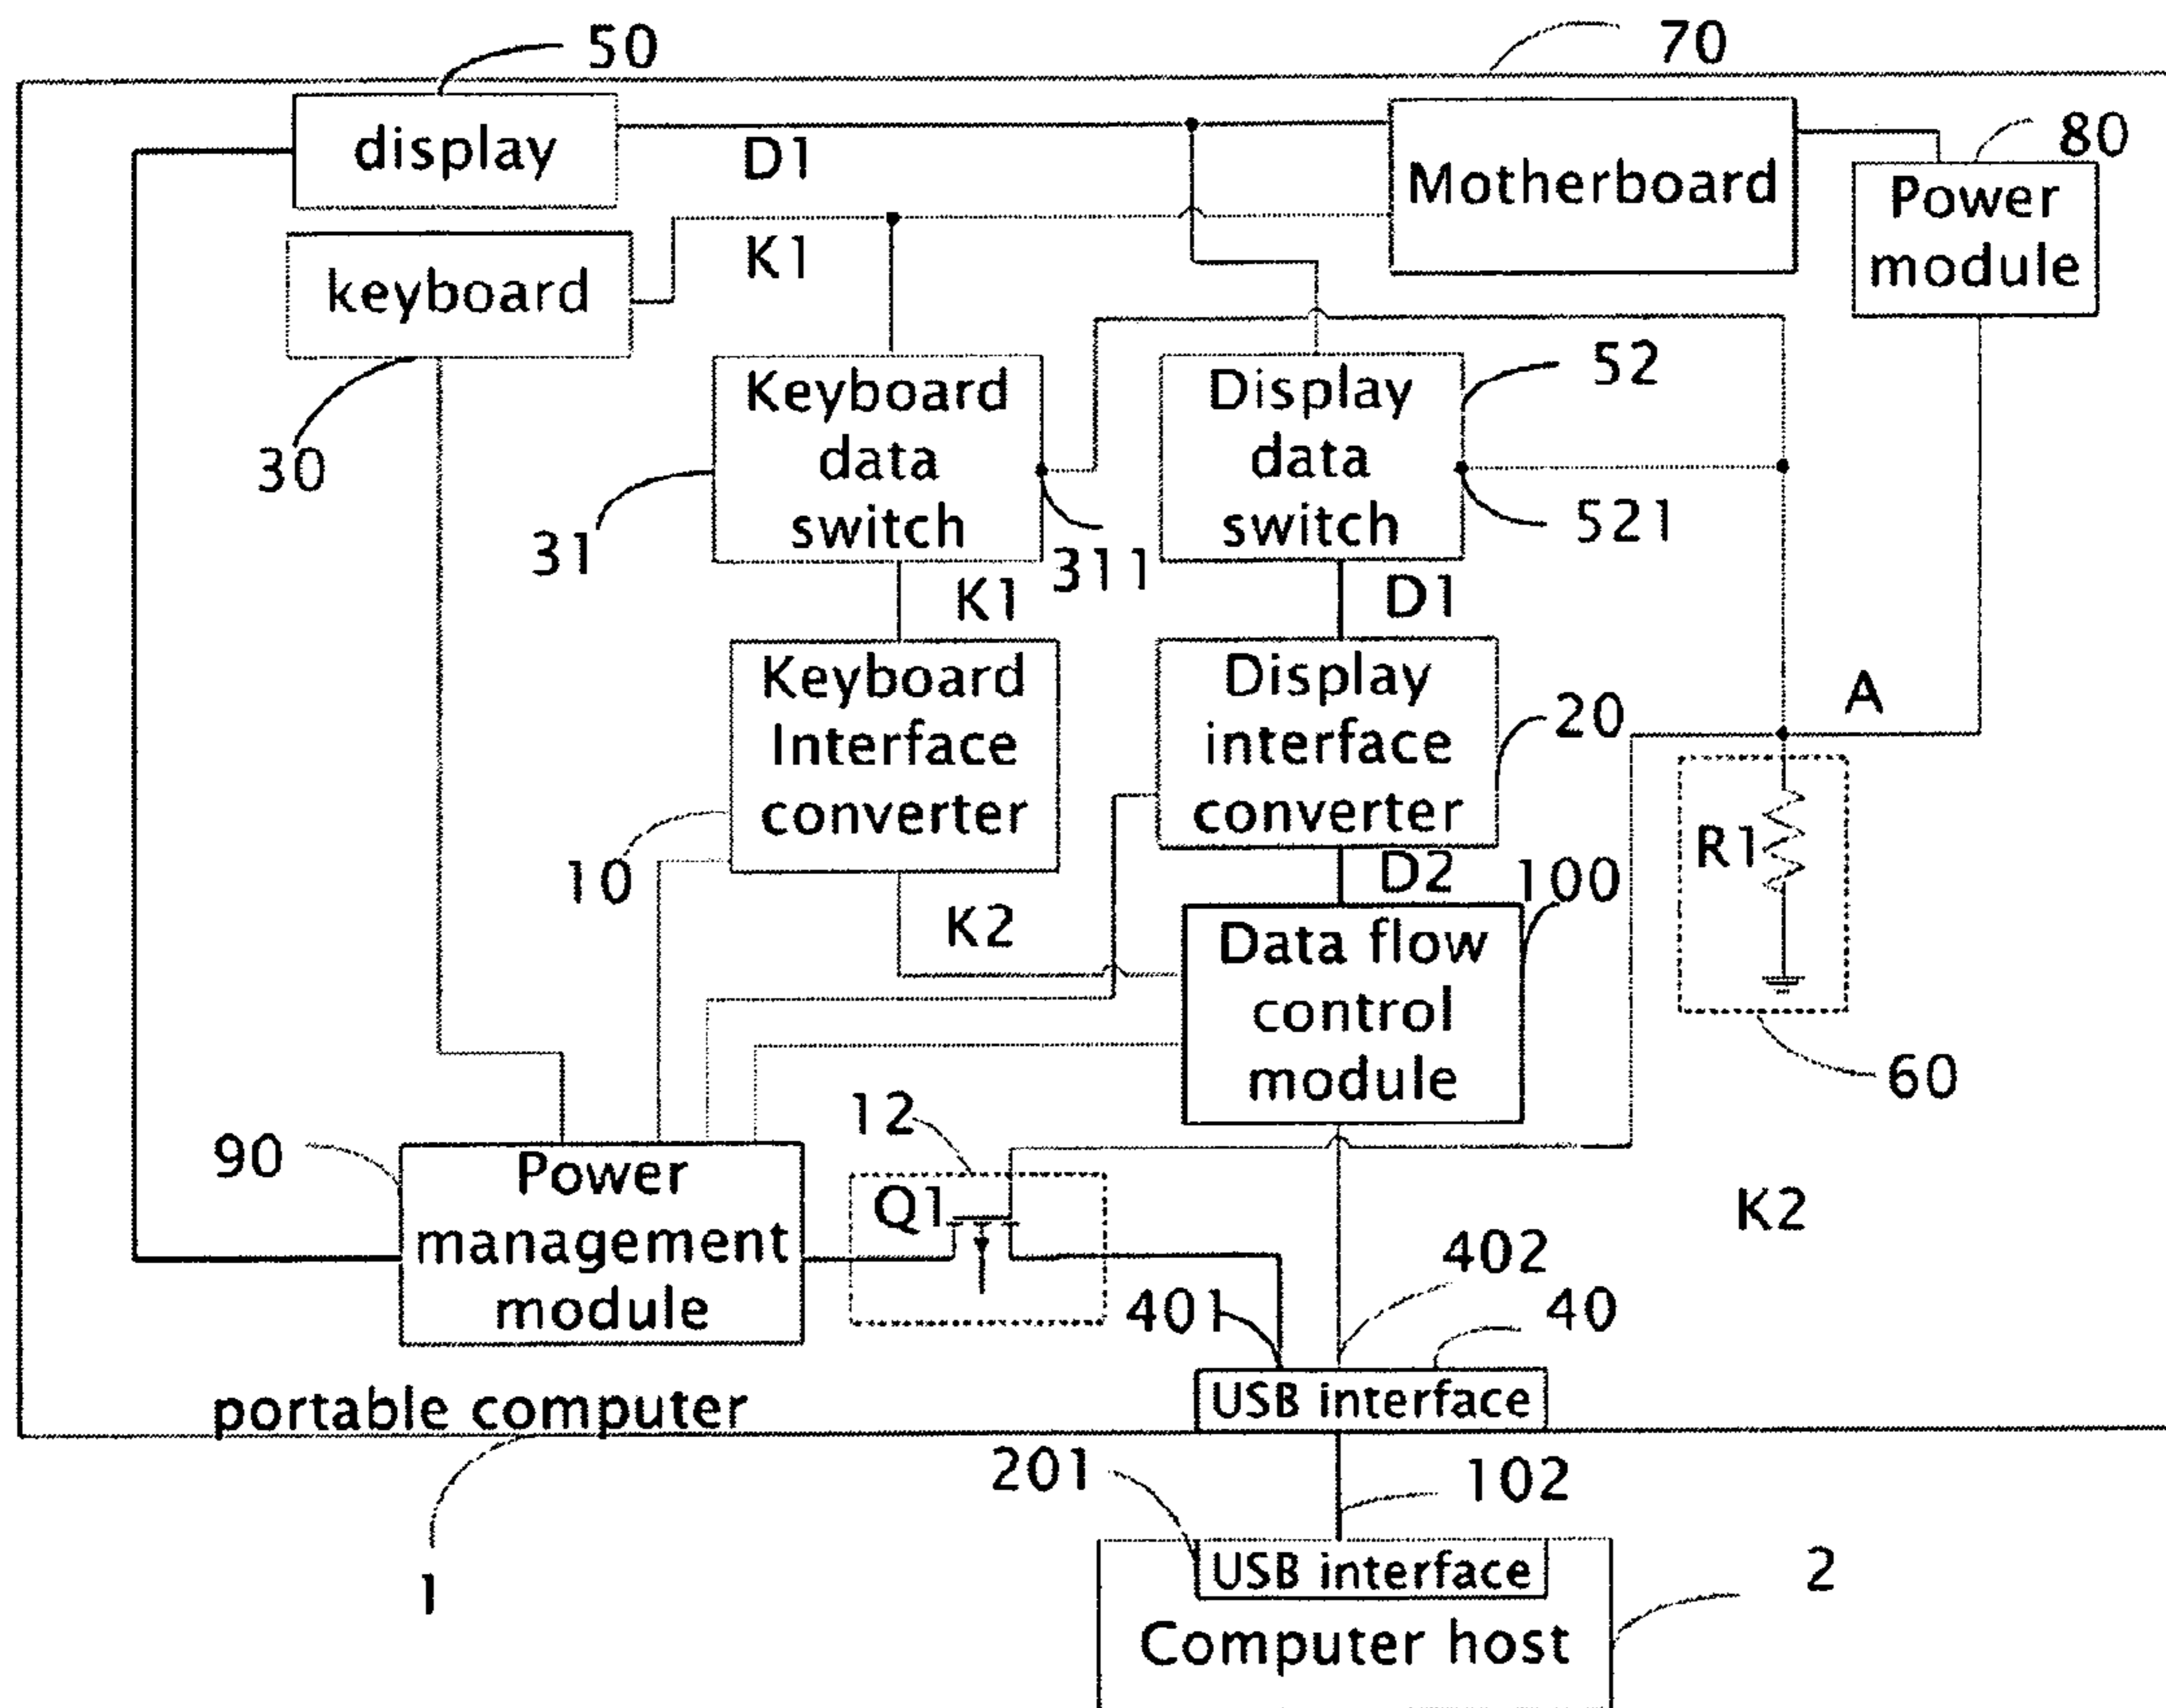 50
70
display
D1
Motherboard
80
Power
module
K1
keyboard
30
Keyboard
data
switch
31
311
Display
data
switch
52
521
K1
D1
Keyboard
Interface
converter
10
Display
interface
converter
20
A
R1
D2
100
K2
Data flow
control
module
60
12
90
Power
management
module
Q1
K2
402
401
40
USB interface
portable computer
201
102
1
USB interface
2
Computer host